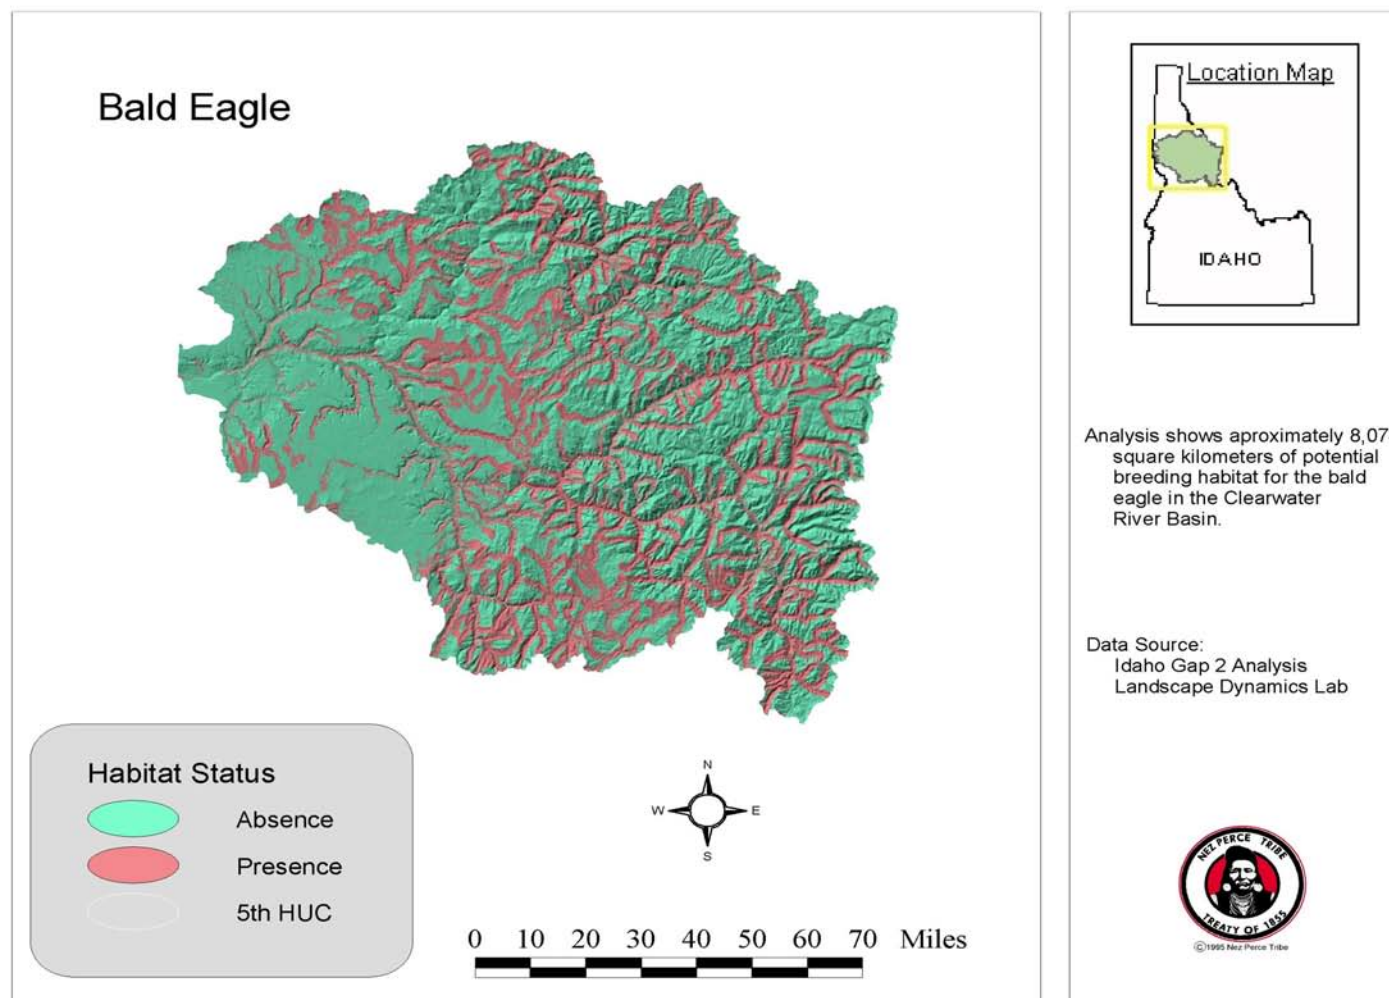 Bald Eagle
Habitat Status
Absence
Presence
5th HUC
N
W
E
S
0 10 20 30 40 50 60 70 Miles
Location Map
IDAHO
Analysis shows aproximately 8,07
square kilometers of potential
breeding habitat for the bald
eagle in the Clearwater
River Basin.
Data Source:
Idaho Gap 2 Analysis
Landscape Dynamics Lab
NEZ PERCE TRIBE
TREATY OF 1855
©1995 Nez Perce Tribe